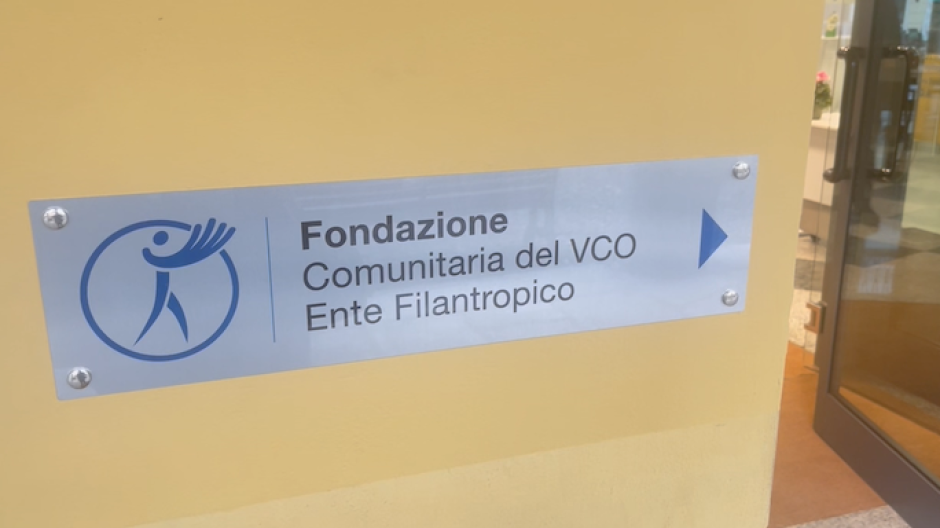 Fondazione
Comunitaria del VCO
Ente Filantropico